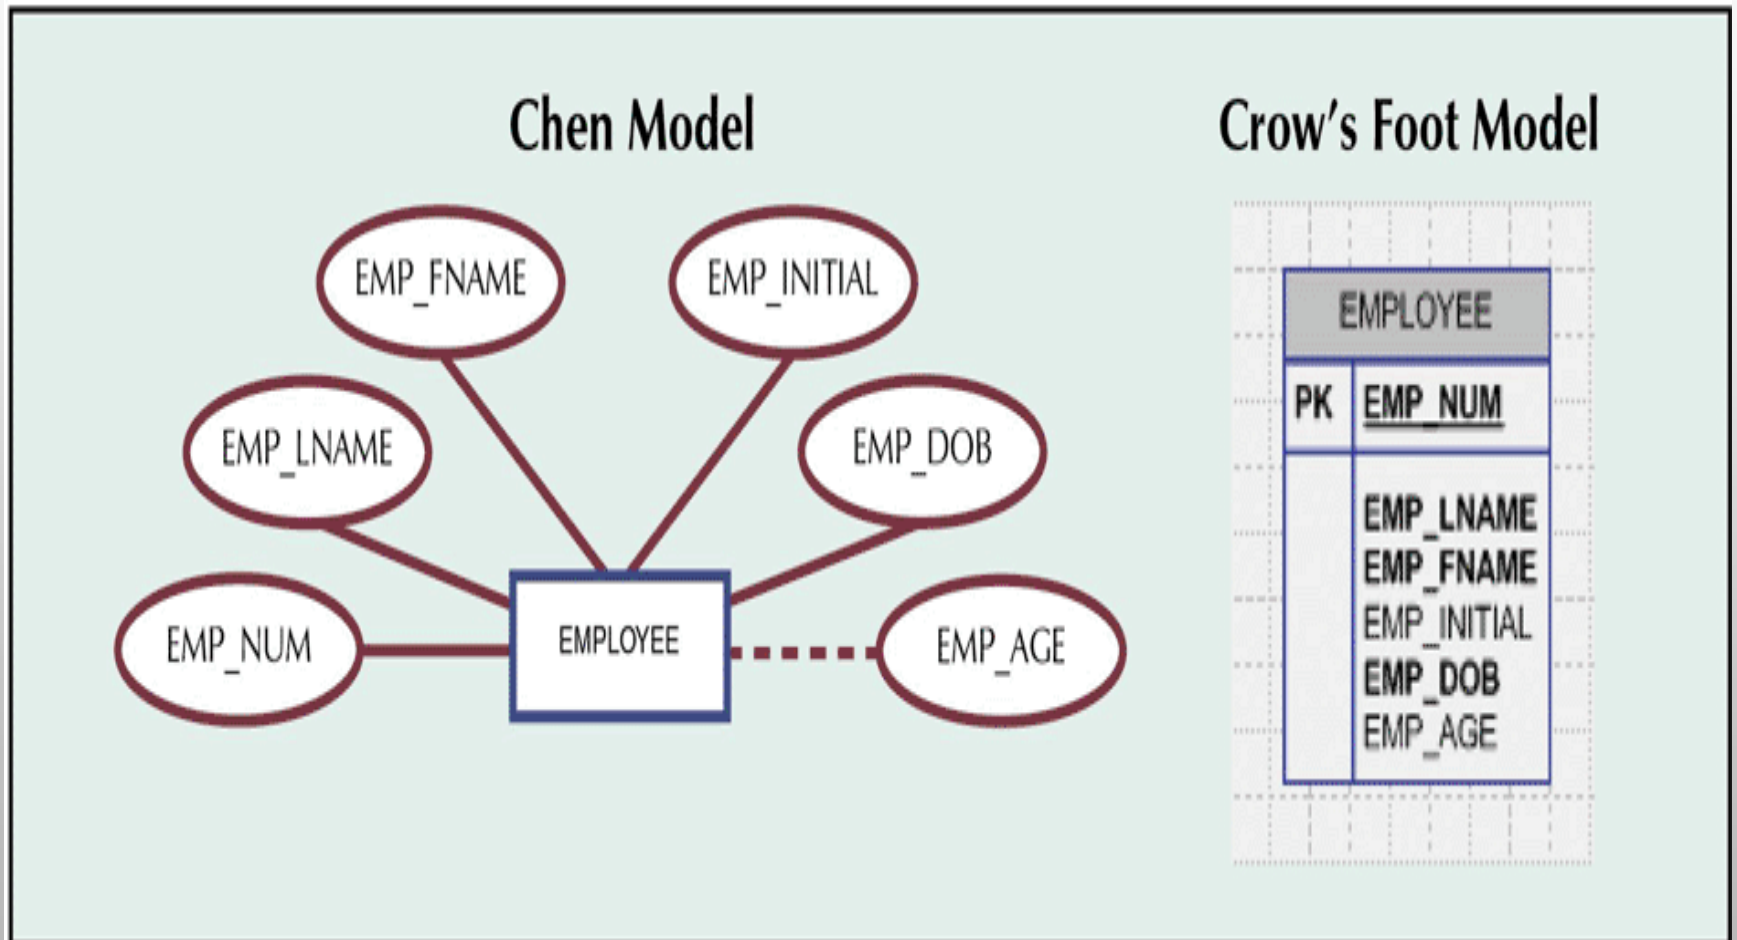 Chen Model
EMP_FNAME
EMP_INITIAL
EMP_LNAME
EMP_DOB
EMP_NUM
EMPLOYEE
EMP_AGE
Crow's Foot Model
EMPLOYEE
PK EMP_NUM
EMP_LNAME
EMP_FNAME
EMP_INITIAL
EMP_DOB
EMP_AGE